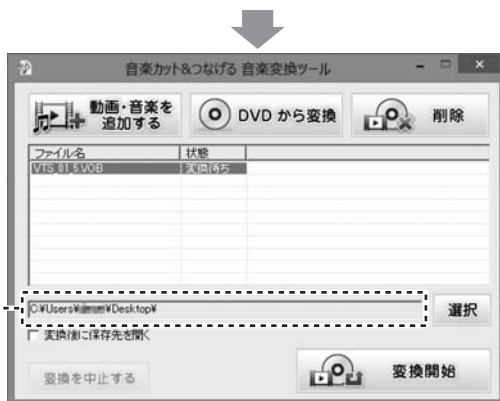 音楽カット&つなげる 音楽変換ツール
動画・音楽を
追加する
DVD から変換
削除
ファイル名 状態
VTS_01_5.VOB 変換待ち
C:¥Users¥ ¥Desktop¥
選択
変換後に保存先を開く
変換を中止する
変換開始